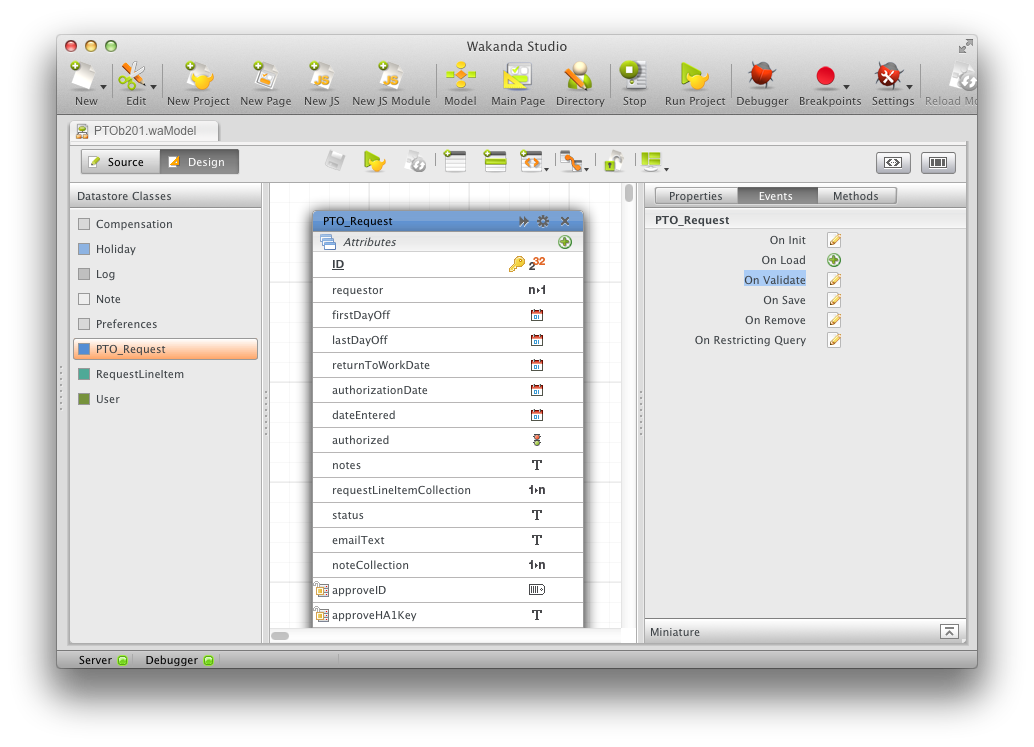 Wakanda Studio
New Edit New Project New Page New JS New JS Module Model Main Page Directory Stop Run Project Debugger Breakpoints Settings Reload Mo
PTOb201.waModel
Source Design
Datastore Classes
Compensation
Holiday
Log
Note
Preferences
PTO_Request
RequestLineItem
User
PTO_Request
Attributes
ID 2 32
requestor n▸1
firstDayOff
lastDayOff
returnToWorkDate
authorizationDate
dateEntered
authorized
notes T
requestLineItemCollection 1▸n
status T
emailText T
noteCollection 1▸n
approveID
approveHA1Key T
Properties Events Methods
PTO_Request
On Init
On Load
On Validate
On Save
On Remove
On Restricting Query
Miniature
Server Debugger